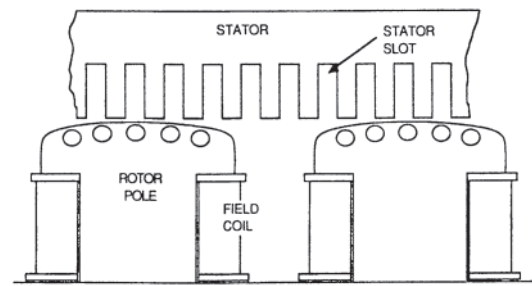 STATOR
STATOR
SLOT
ROTOR
POLE
FIELD
COIL